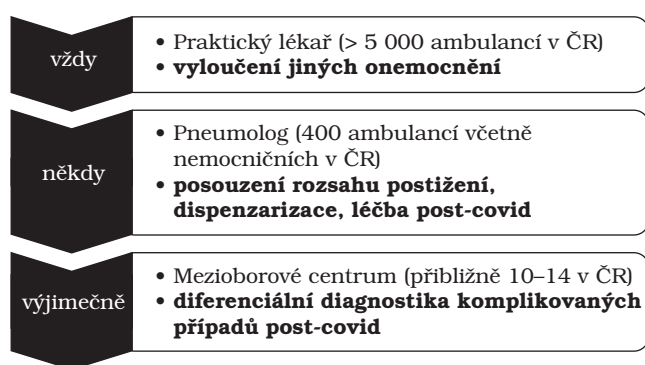 vždy
• Praktický lékař (> 5 000 ambulancí v ČR)
• vyloučení jiných onemocnění
někdy
• Pneumolog (400 ambulancí včetně
nemocničních v ČR)
• posouzení rozsahu postižení,
dispenzarizace, léčba post-covid
výjimečně
• Mezioborové centrum (přibližně 10–14 v ČR)
• diferenciální diagnostika komplikovaných
případů post-covid